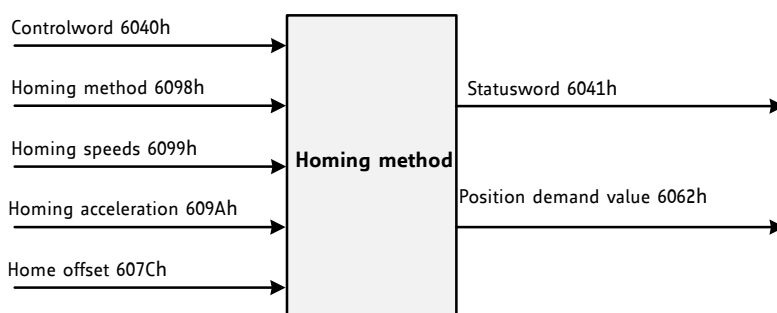 Controlword 6040h
Homing method 6098h
Homing speeds 6099h
Homing acceleration 609Ah
Home offset 607Ch
Homing method
Statusword 6041h
Position demand value 6062h